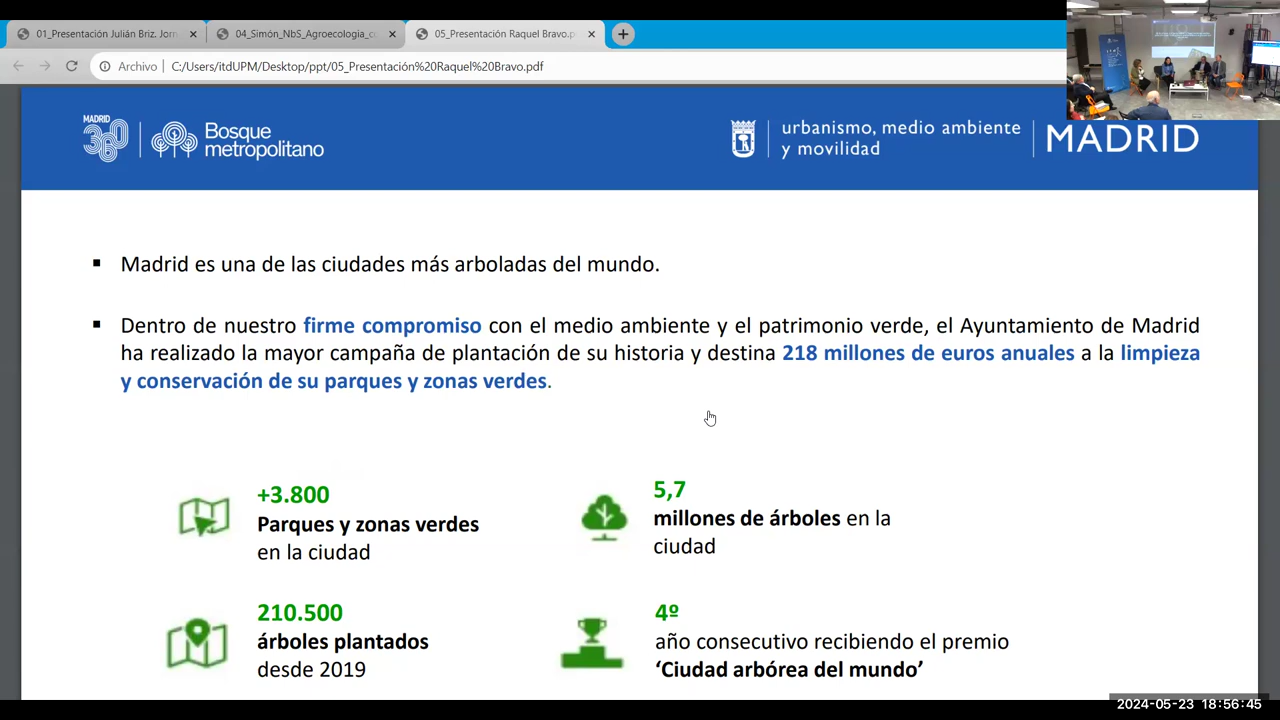 01_Presentación Julián Briz. Jorn
04_Simón_NbS_Agroecologia_c
05_Presentación Raquel Bravo.p
Archivo
C:/Users/itdUPM/Desktop/ppt/05_Presentación%20Raquel%20Bravo.pdf
MADRID
360
Bosque
metropolitano
urbanismo, medio ambiente
y movilidad
MADRID
▪ Madrid es una de las ciudades más arboladas del mundo.
▪ Dentro de nuestro firme compromiso con el medio ambiente y el patrimonio verde, el Ayuntamiento de Madrid
ha realizado la mayor campaña de plantación de su historia y destina 218 millones de euros anuales a la limpieza
y conservación de su parques y zonas verdes.
+3.800
Parques y zonas verdes
en la ciudad
5,7
millones de árboles en la
ciudad
210.500
árboles plantados
desde 2019
4º
año consecutivo recibiendo el premio
‘Ciudad arbórea del mundo’
2024-05-23 18:56:45